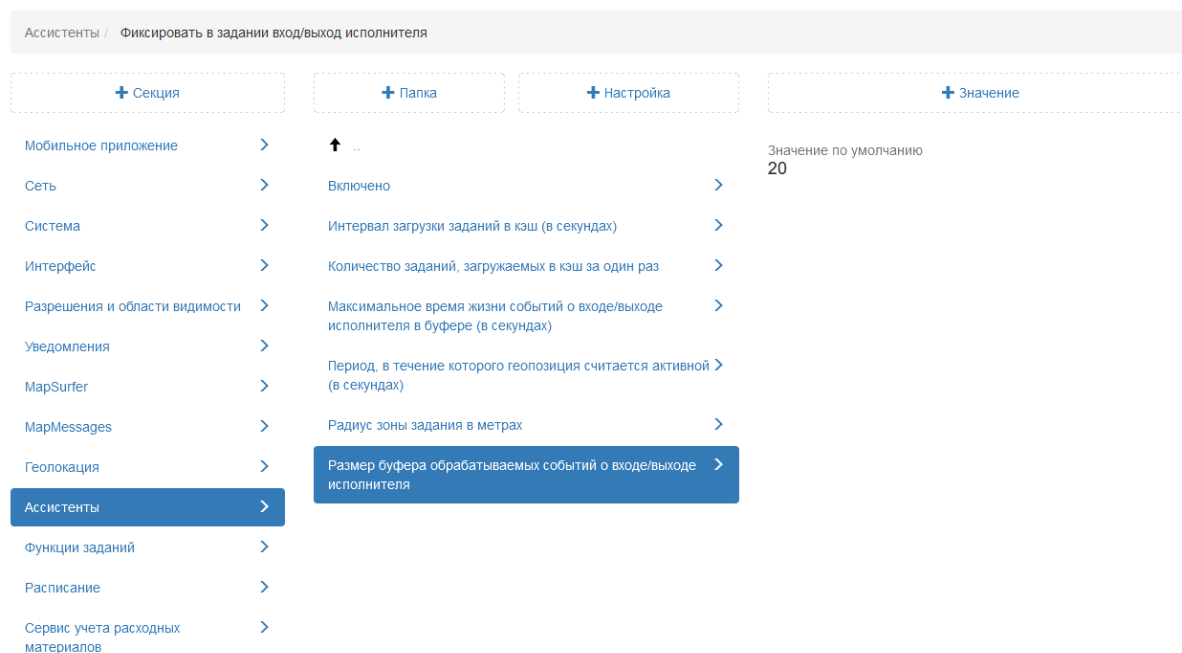 Ассистенты / Фиксировать в задании вход/выход исполнителя
+ Секция
+ Папка
+ Настройка
+ Значение
Мобильное приложение
Сеть
Система
Интерфейс
Разрешения и области видимости
Уведомления
MapSurfer
MapMessages
Геолокация
Ассистенты
Функции заданий
Расписание
Сервис учета расходных
материалов
..
Включено
Интервал загрузки заданий в кэш (в секундах)
Количество заданий, загружаемых в кэш за один раз
Максимальное время жизни событий о входе/выходе
исполнителя в буфере (в секундах)
Период, в течение которого геопозиция считается активной
(в секундах)
Радиус зоны задания в метрах
Размер буфера обрабатываемых событий о входе/выходе
исполнителя
Значение по умолчанию
20